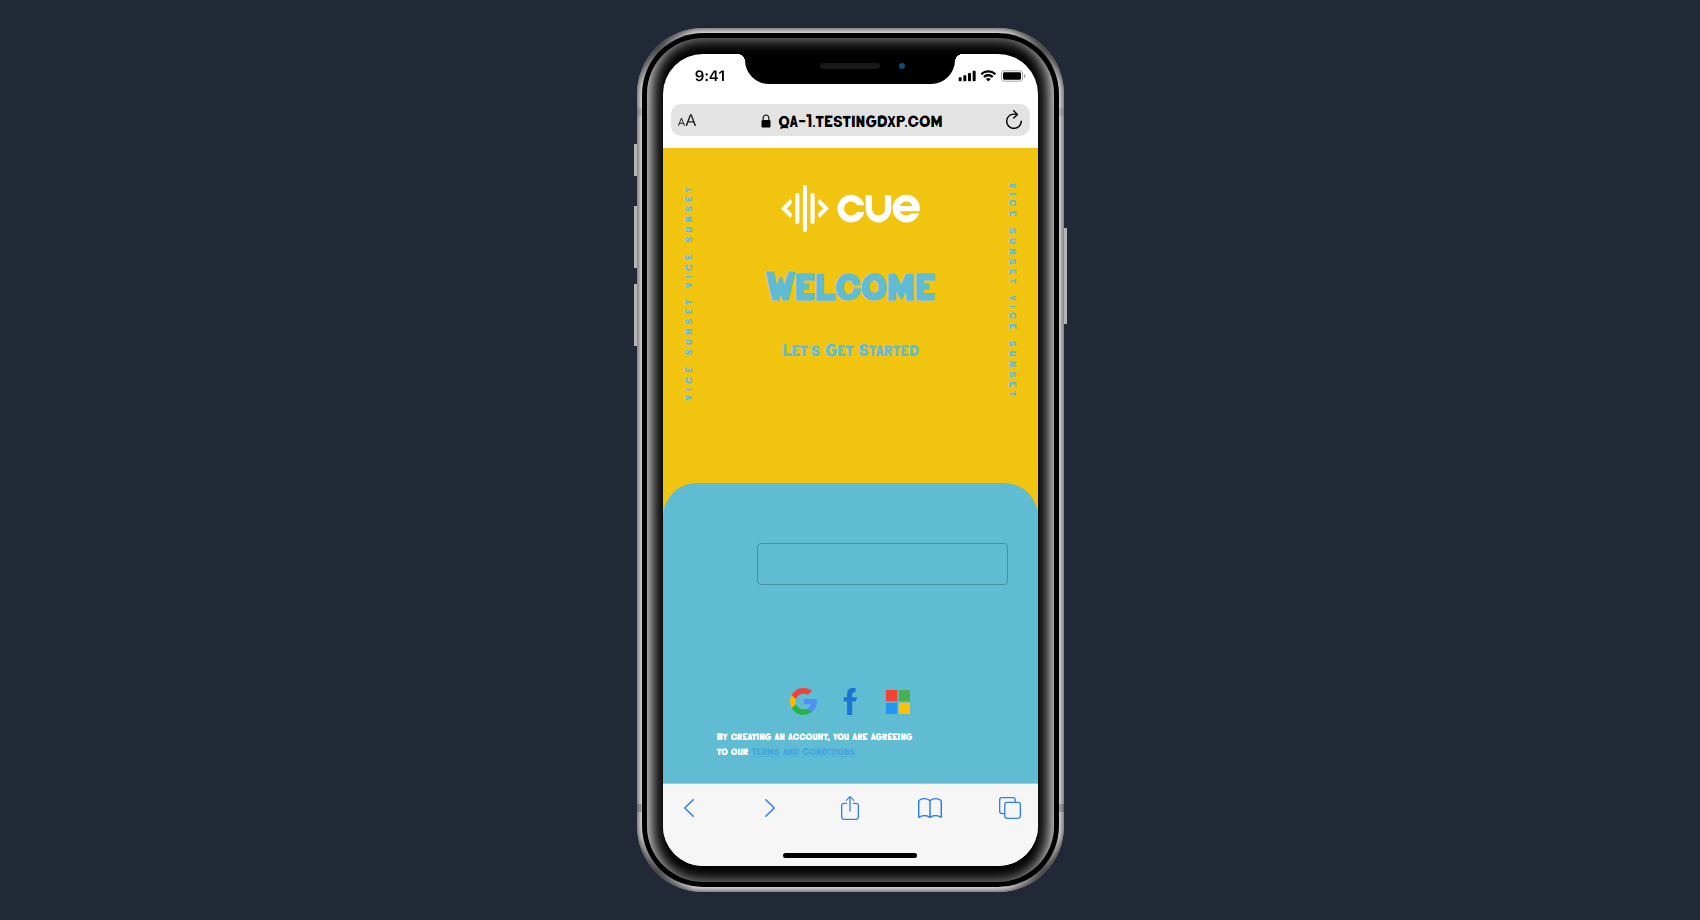 9:41
AA
QA-1.TESTINGDXP.COM
cue
VICE SUNSET VICE SUNSET
VICE SUNSET VICE SUNSET
WELCOME
LET'S GET STARTED
BY CREATING AN ACCOUNT, YOU ARE AGREEING
TO OUR TERMS AND CONDITIONS